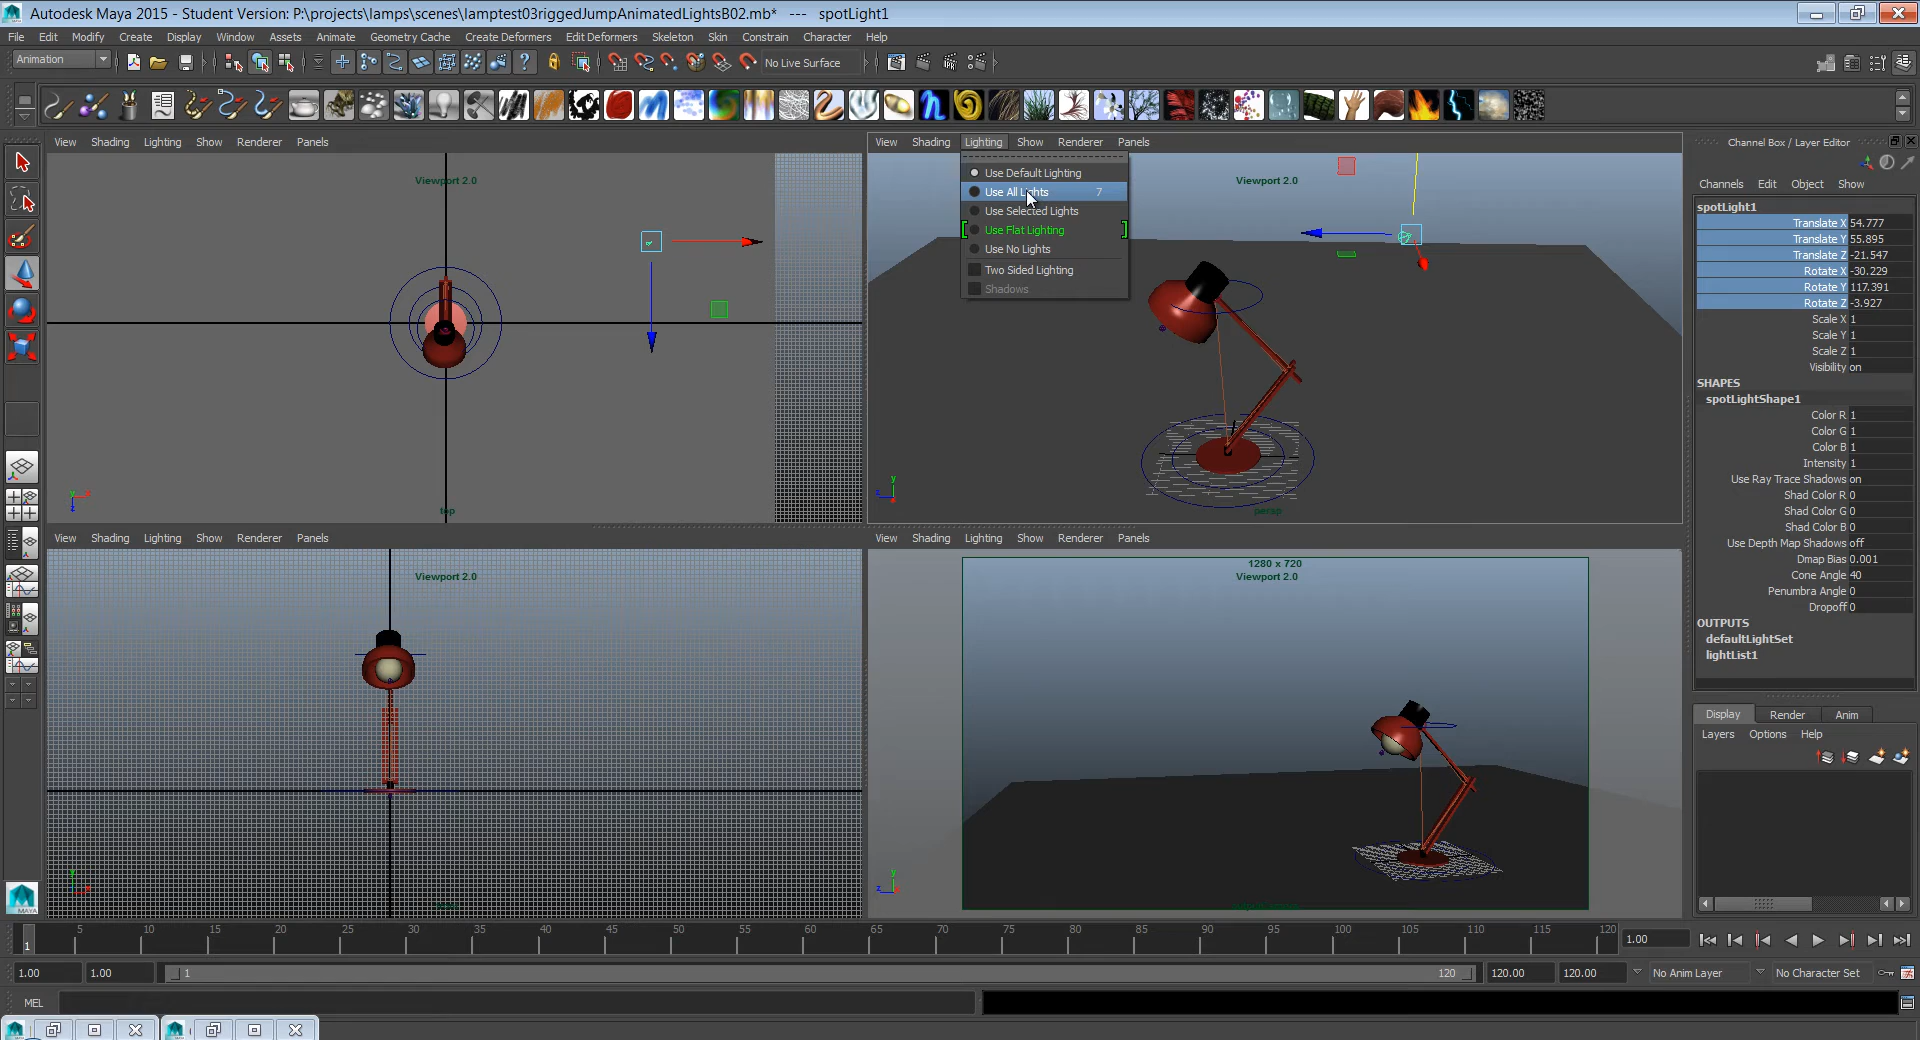 Autodesk Maya 2015 - Student Version: P:\projects\lamps\scenes\lamptest03riggedJumpAnimatedLightsB02.mb* --- spotLight1
File Edit Modify Create Display Window Assets Animate Geometry Cache Create Deformers Edit Deformers Skeleton Skin Constrain Character Help
Animation No Live Surface
View Shading Lighting Show Renderer Panels
Viewport 2.0
top
View Shading Lighting Show Renderer Panels
Use Default Lighting
Use All Lights 7
Use Selected Lights
Use Flat Lighting
Use No Lights
Two Sided Lighting
Shadows
Viewport 2.0
persp
View Shading Lighting Show Renderer Panels
Viewport 2.0
View Shading Lighting Show Renderer Panels
1280 x 720
Viewport 2.0
Channel Box / Layer Editor
Channels Edit Object Show
spotLight1
Translate X 54.777
Translate Y 55.895
Translate Z -21.547
Rotate X -30.229
Rotate Y 117.391
Rotate Z -3.927
Scale X 1
Scale Y 1
Scale Z 1
Visibility on
SHAPES
spotLightShape1
Color R 1
Color G 1
Color B 1
Intensity 1
Use Ray Trace Shadows on
Shad Color R 0
Shad Color G 0
Shad Color B 0
Use Depth Map Shadows off
Dmap Bias 0.001
Cone Angle 40
Penumbra Angle 0
Dropoff 0
OUTPUTS
defaultLightSet
lightList1
Display Render Anim
Layers Options Help
1 5 10 15 20 25 30 35 40 45 50 55 60 65 70 75 80 85 90 95 100 105 110 115 120 1.00
1.00 1.00 1 120 120.00 120.00 No Anim Layer No Character Set
MEL